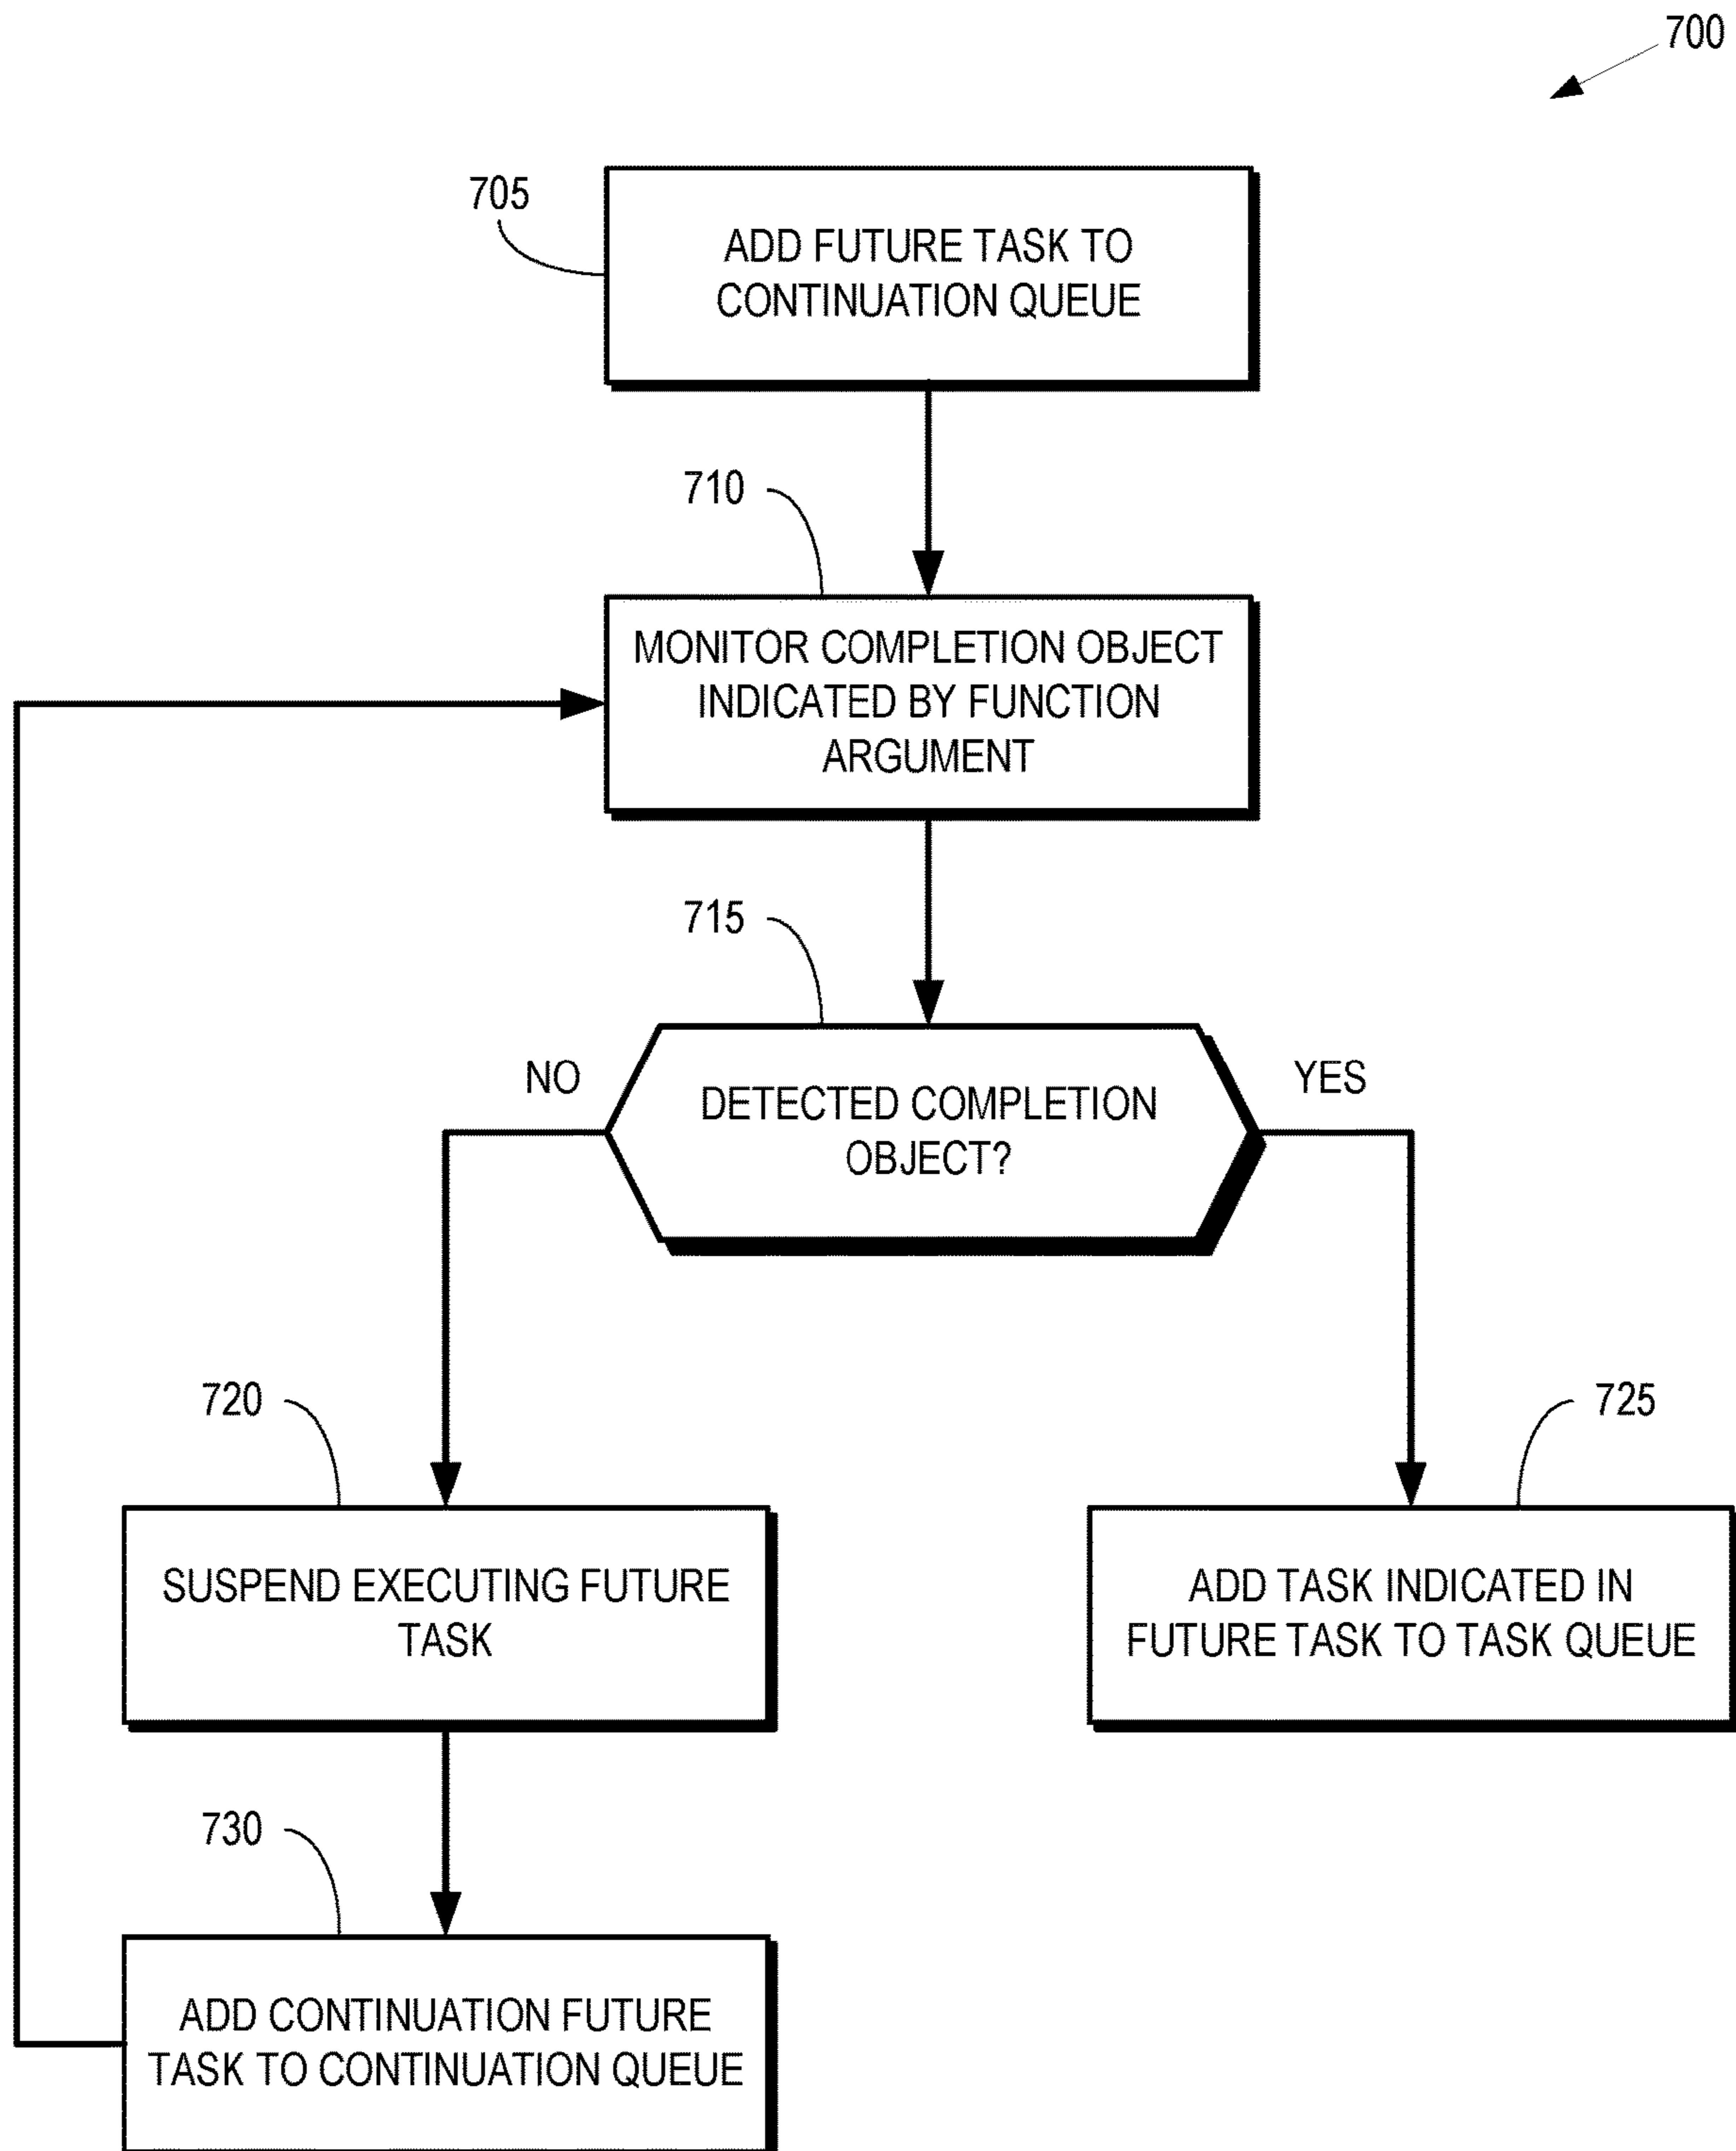 700
705
ADD FUTURE TASK TO
CONTINUATION QUEUE
710
MONITOR COMPLETION OBJECT
INDICATED BY FUNCTION
ARGUMENT
715
NO
YES
DETECTED COMPLETION
OBJECT?
720
725
SUSPEND EXECUTING FUTURE
TASK
ADD TASK INDICATED IN
FUTURE TASK TO TASK QUEUE
730
ADD CONTINUATION FUTURE
TASK TO CONTINUATION QUEUE